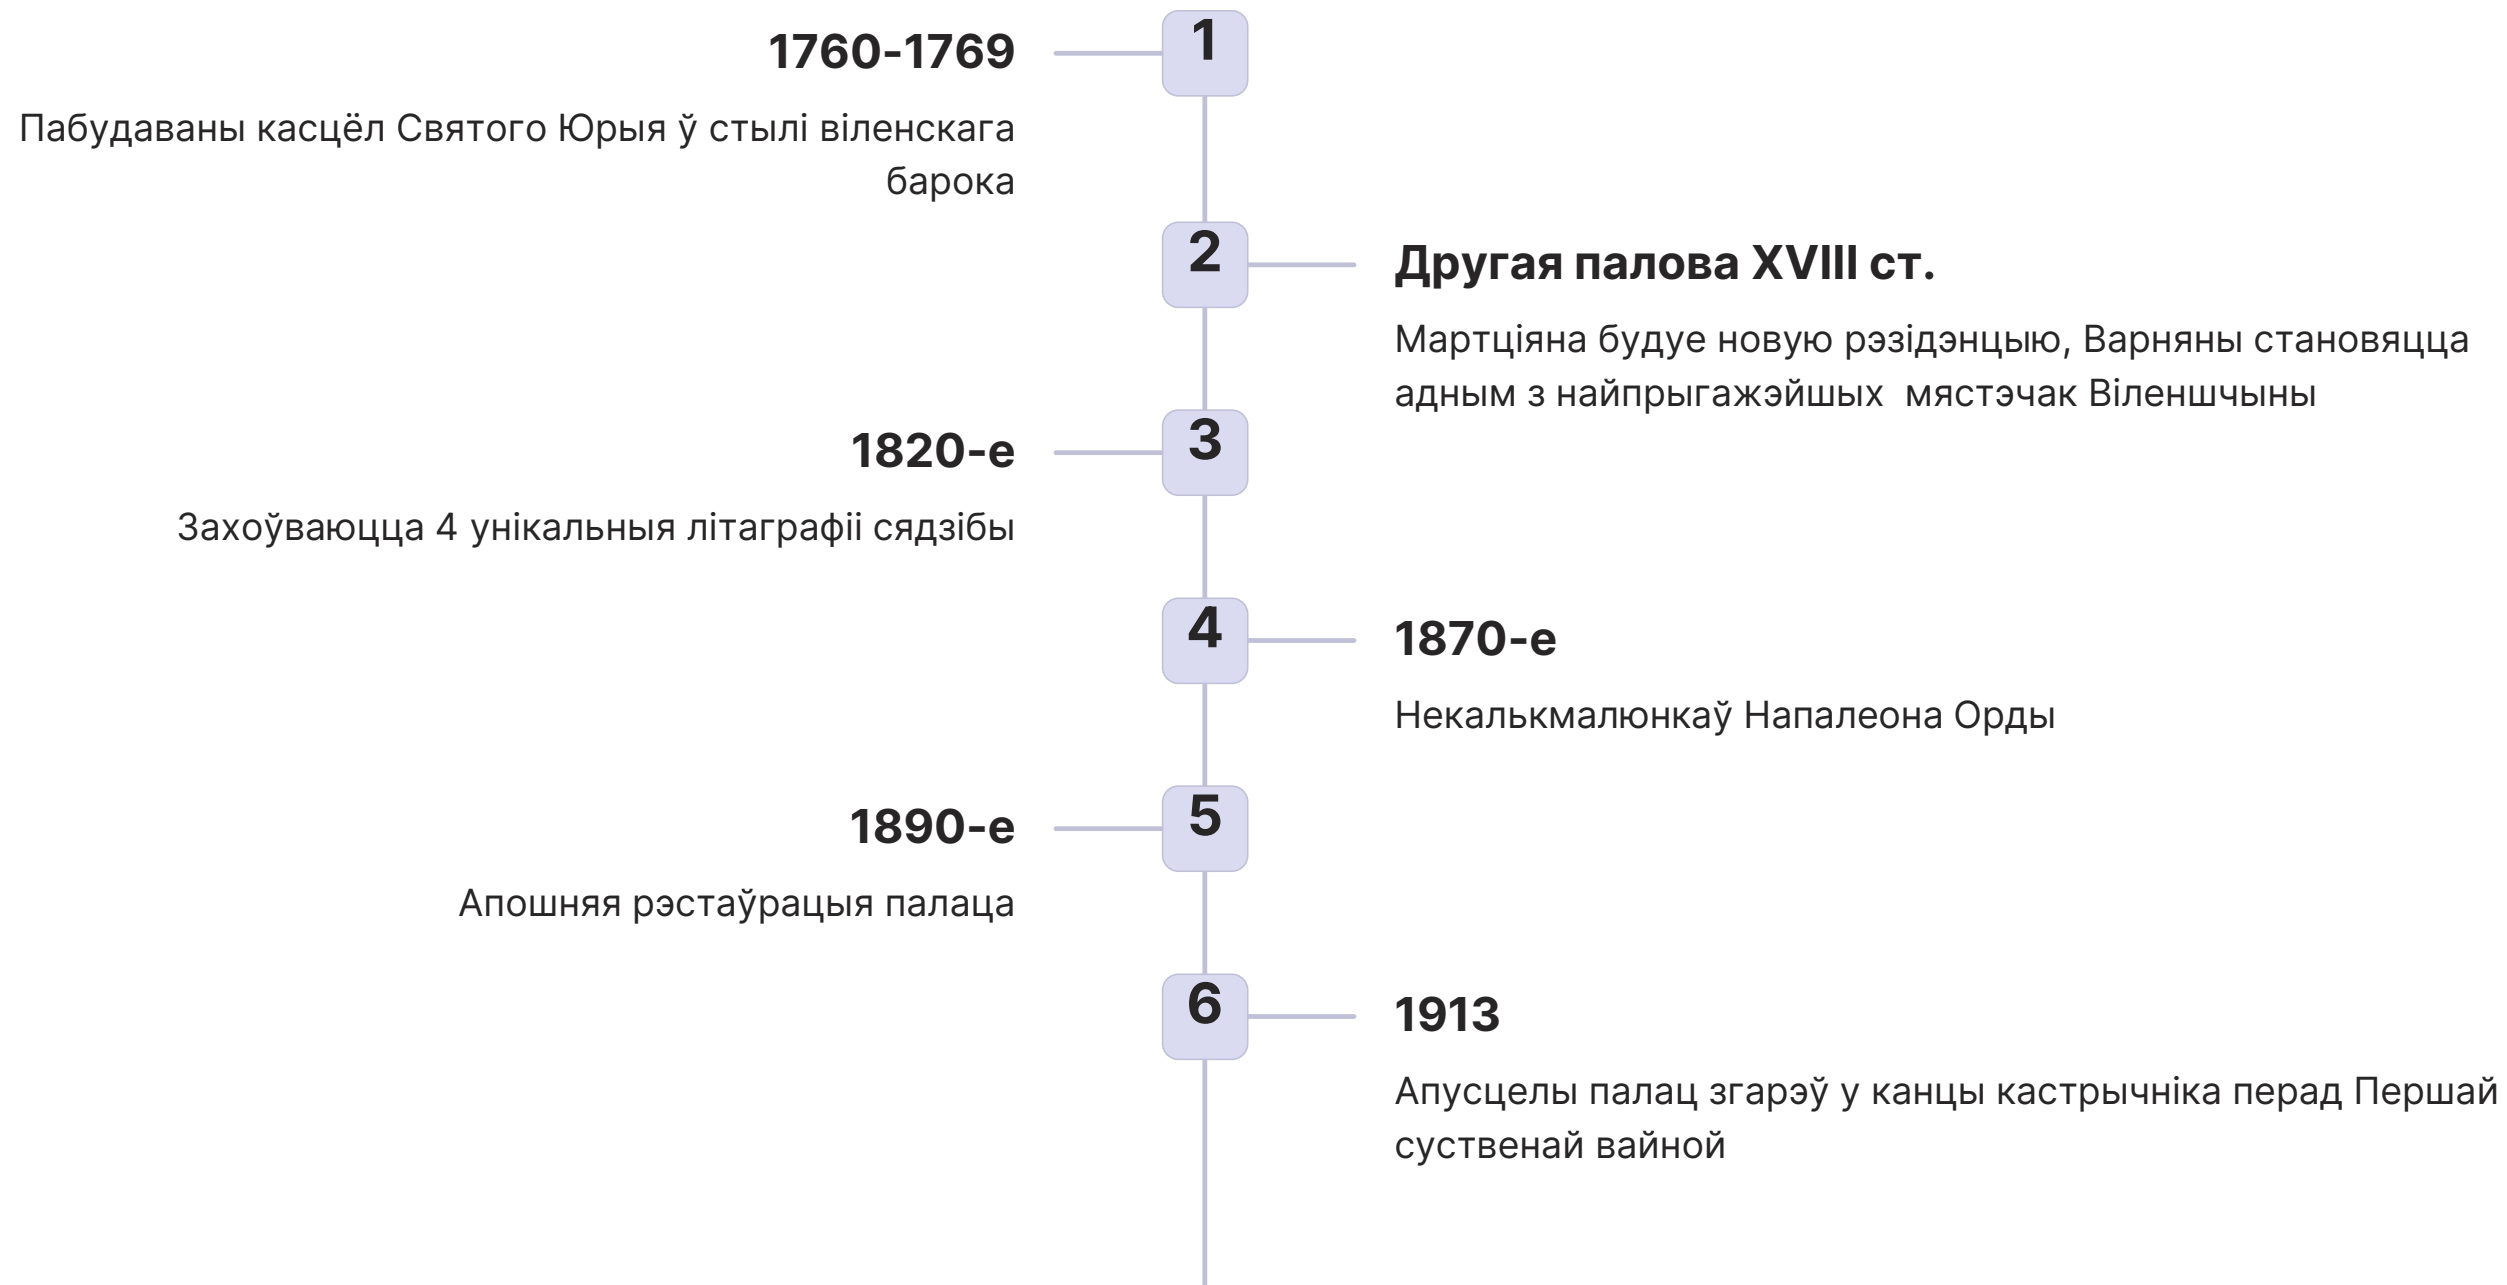 1
1760-1769
Пабудаваны касцёл Святого Юрыя ў стылі віленскага
барока
2
Другая палова XVIII ст.
Мартціяна будуе новую рэзідэнцыю, Варняны становяцца
адным з найпрыгажэйшых  мястэчак Віленшчыны
3
1820-е
Захоўваюцца 4 унікальныя літаграфіі сядзібы
4
1870-е
Некалькмалюнкаў Напалеона Орды
5
1890-е
Апошняя рэстаўрацыя палаца
6
1913
Апусцелы палац згарэў у канцы кастрычніка перад Першай
суственай вайной